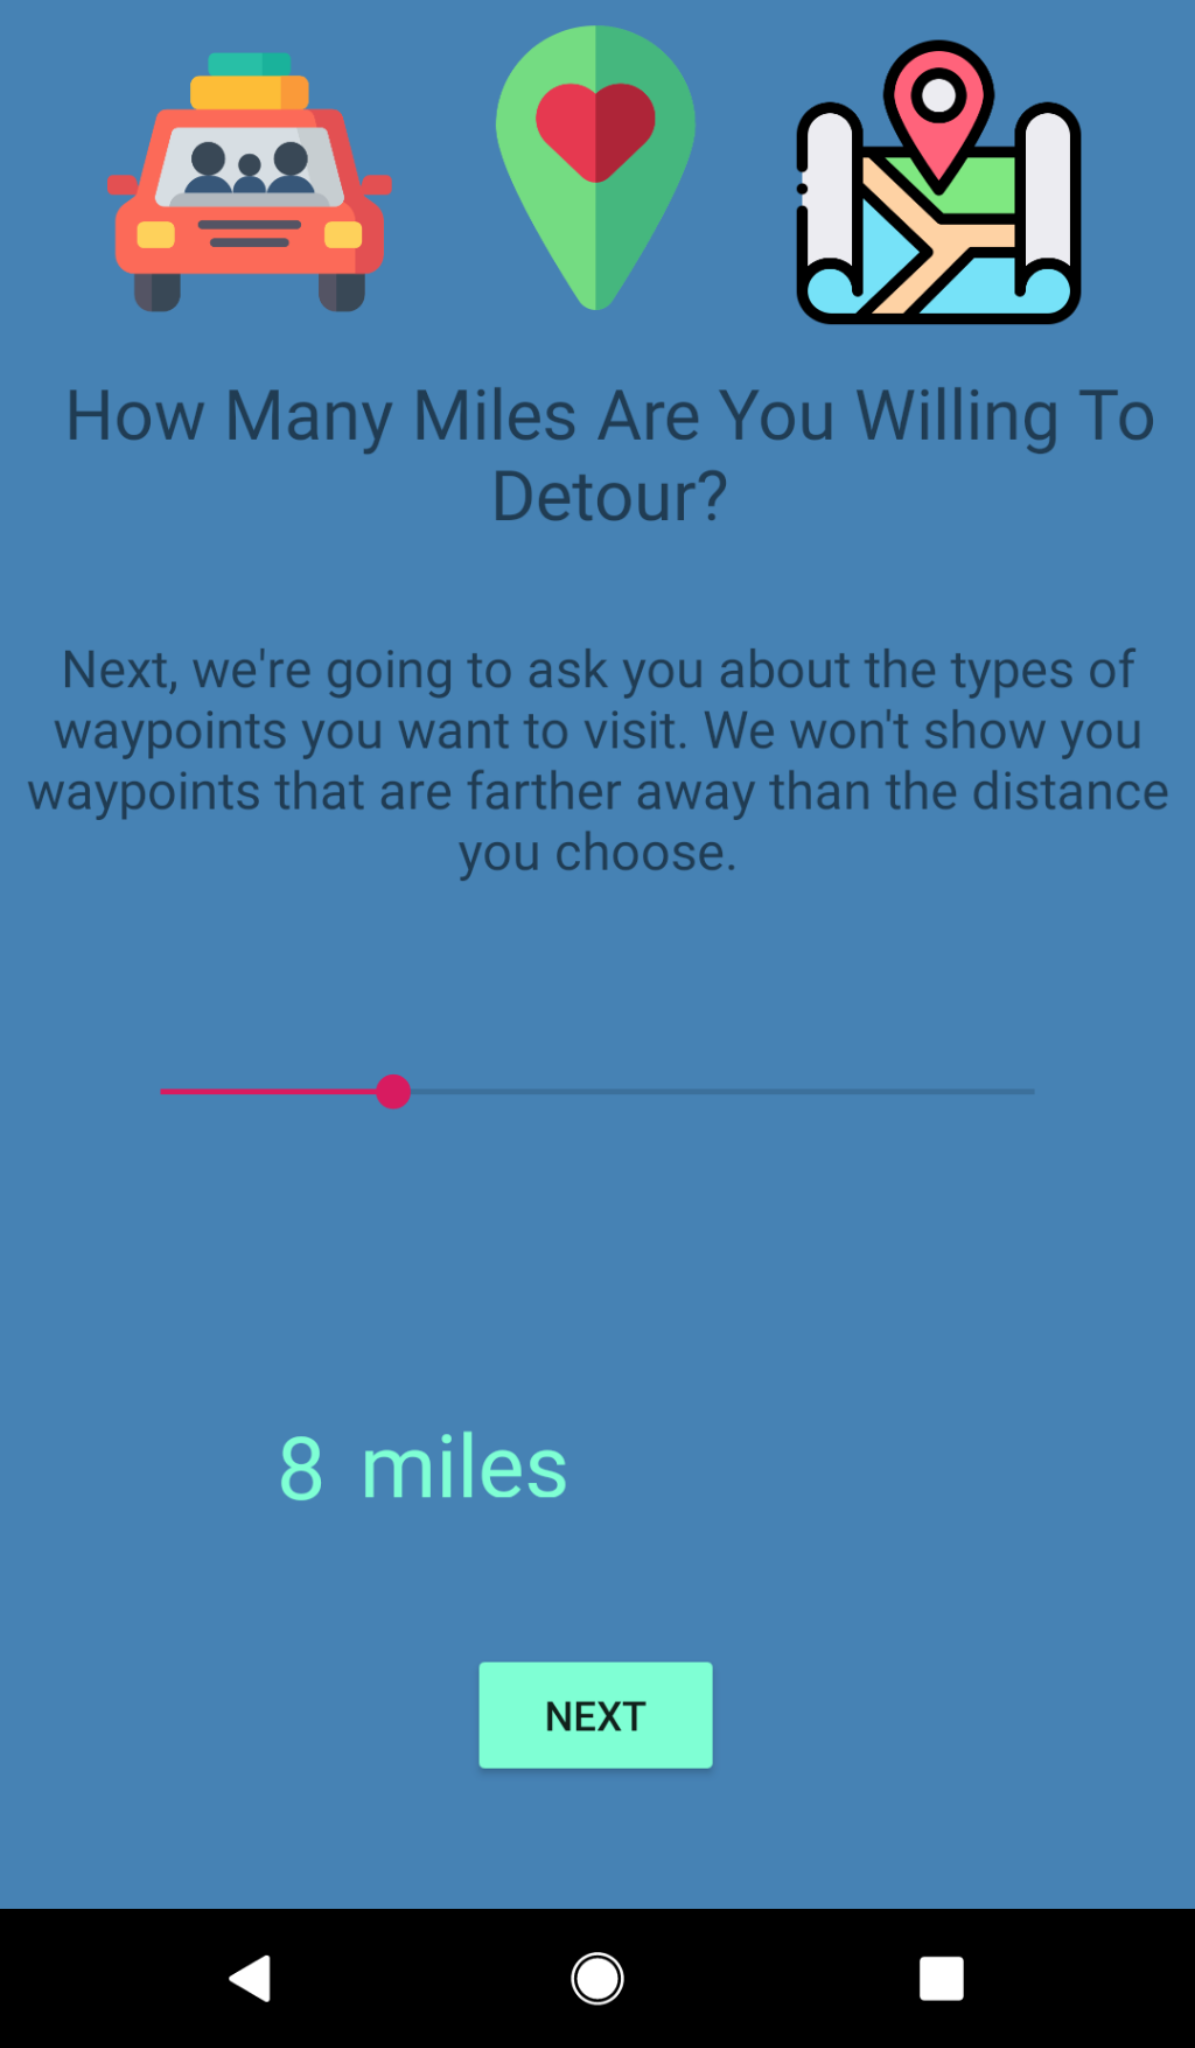 How Many Miles Are You Willing To
Detour?
Next, we're going to ask you about the types of
waypoints you want to visit. We won't show you
waypoints that are farther away than the distance
you choose.
8 miles
NEXT